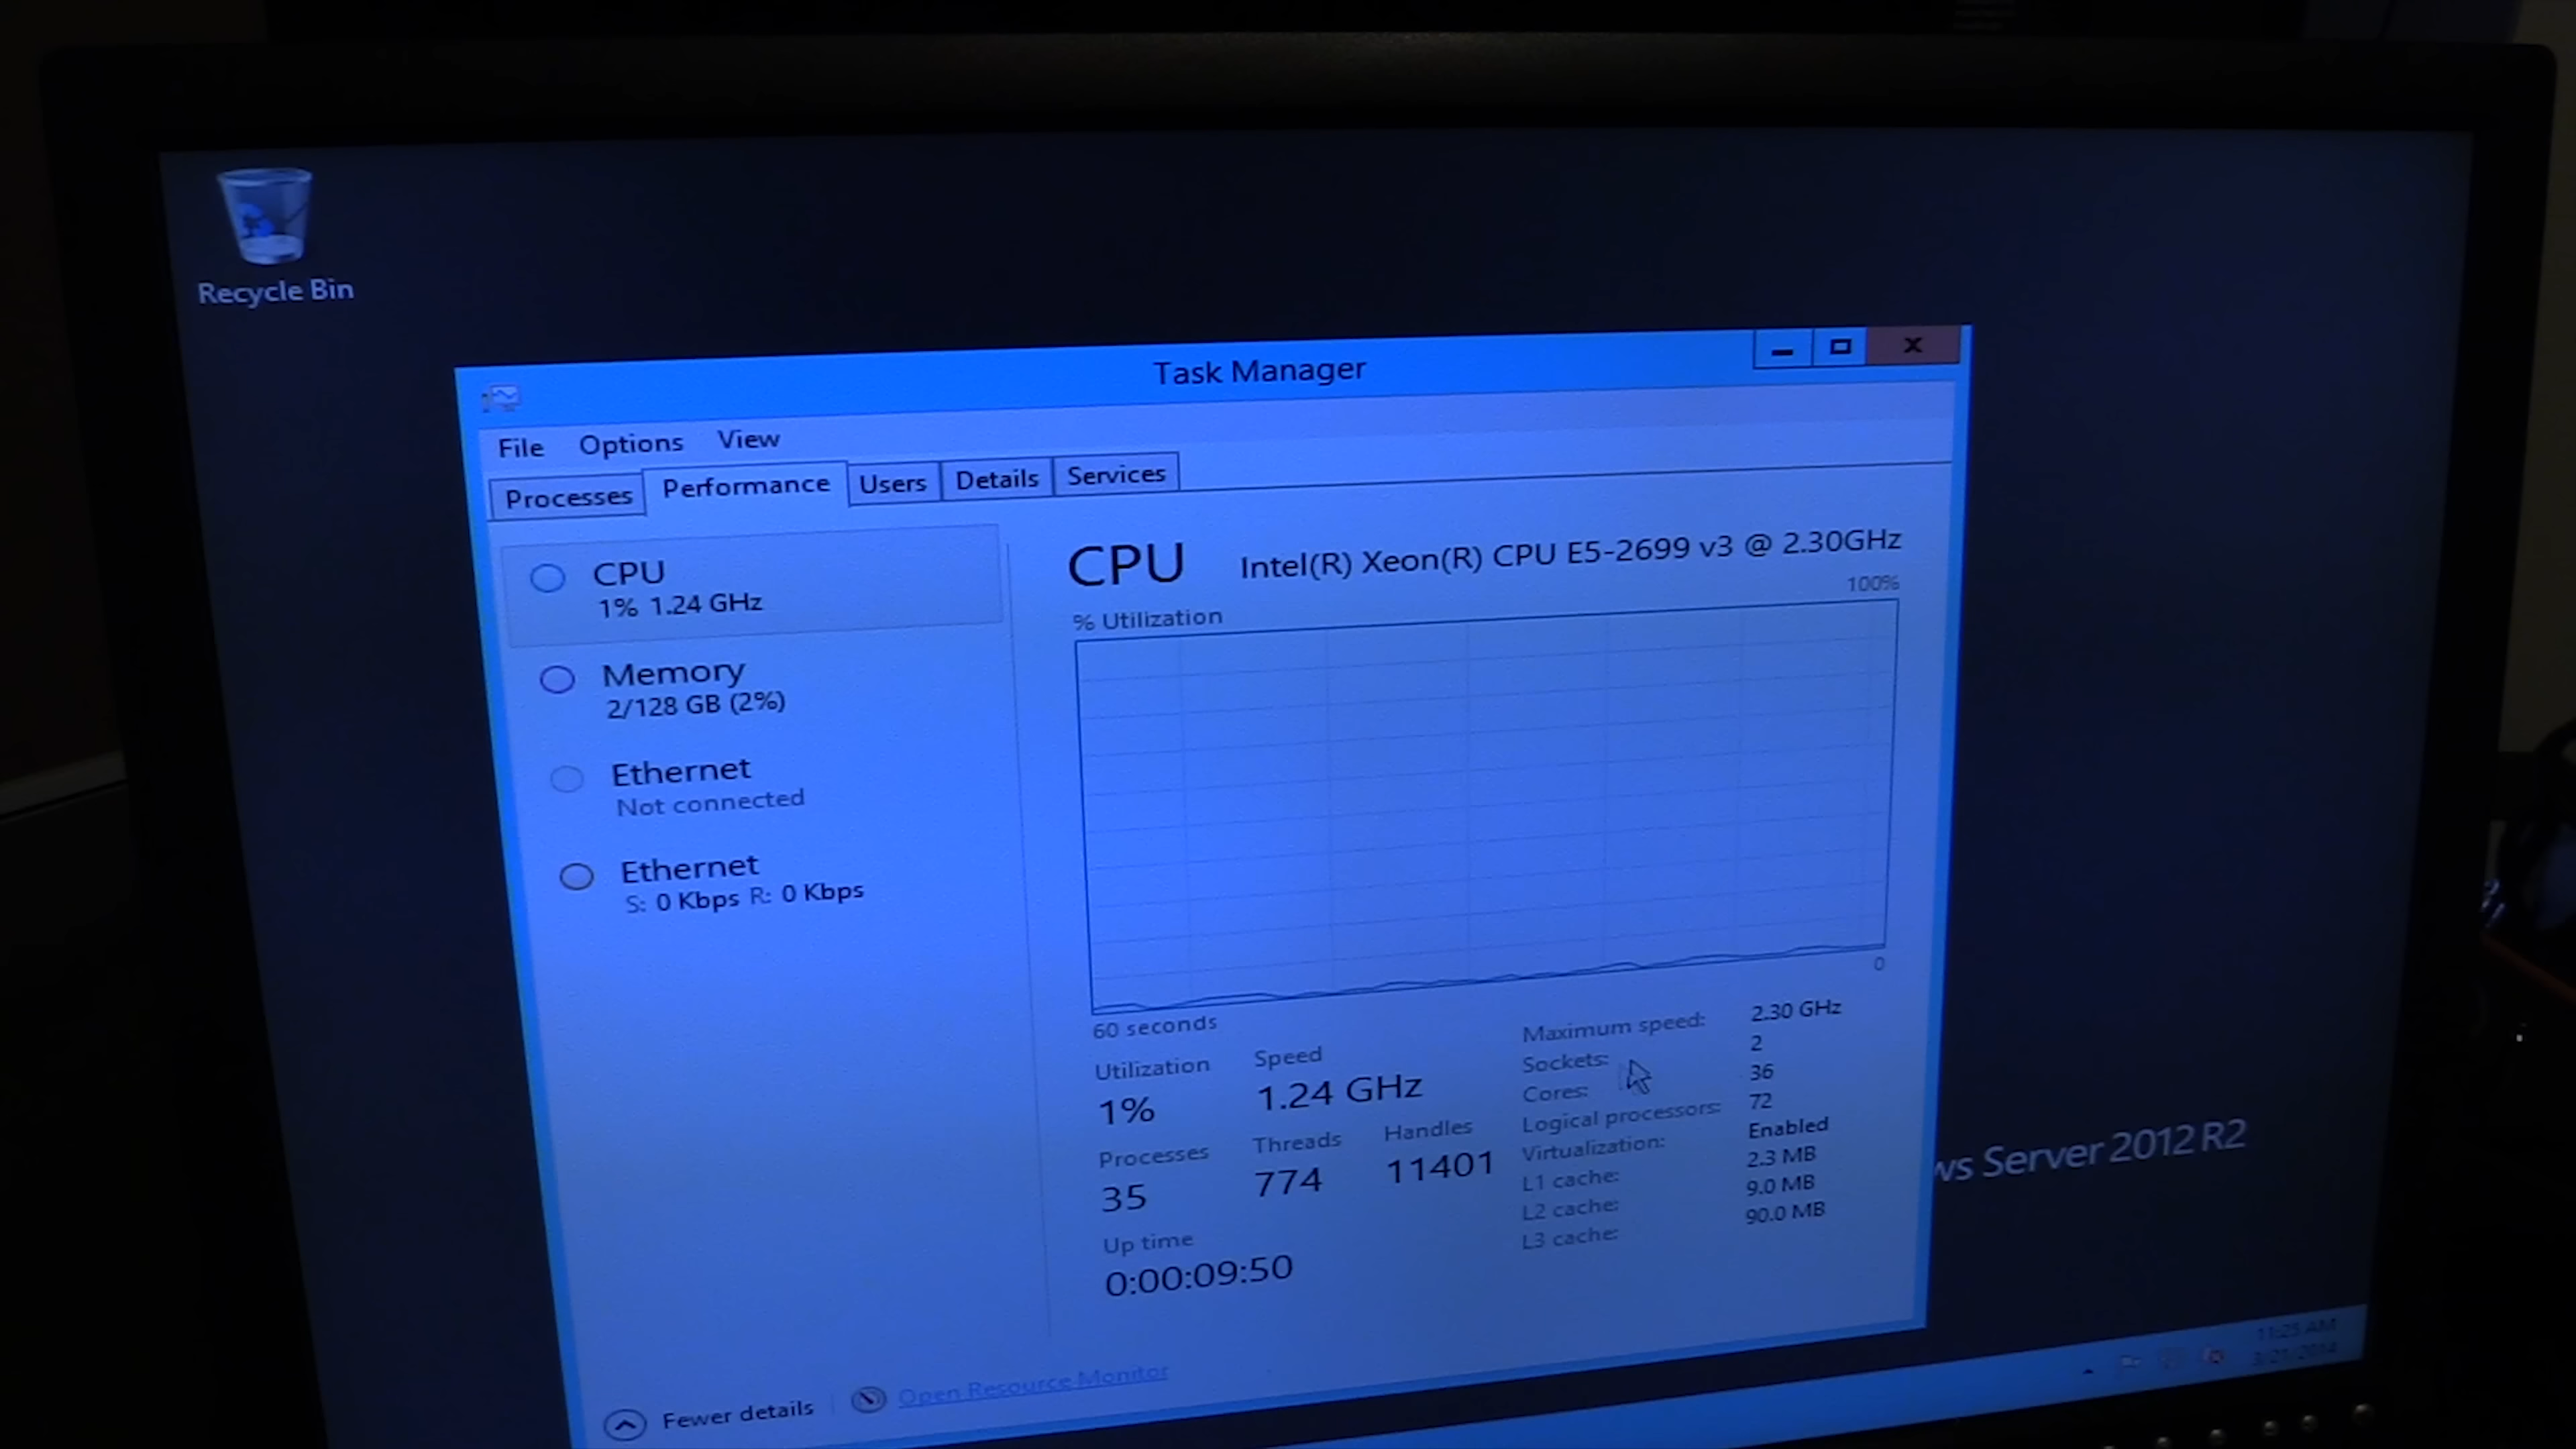 Recycle Bin
Task Manager
File Options View
Processes Performance Users Details Services
CPU
1% 1.24 GHz
Memory
2/128 GB (2%)
Ethernet
Not connected
Ethernet
S: 0 Kbps R: 0 Kbps
CPU Intel(R) Xeon(R) CPU E5-2699 v3 @ 2.30GHz
% Utilization 100%
60 seconds 0
Utilization Speed
1% 1.24 GHz
Processes Threads Handles
35 774 11401
Up time
0:00:09:50
Maximum speed: 2.30 GHz
Sockets: 2
Cores: 36
Logical processors: 72
Virtualization: Enabled
L1 cache: 2.3 MB
L2 cache: 9.0 MB
L3 cache: 90.0 MB
Fewer details Open Resource Monitor
ws Server 2012 R2
11:25 AM